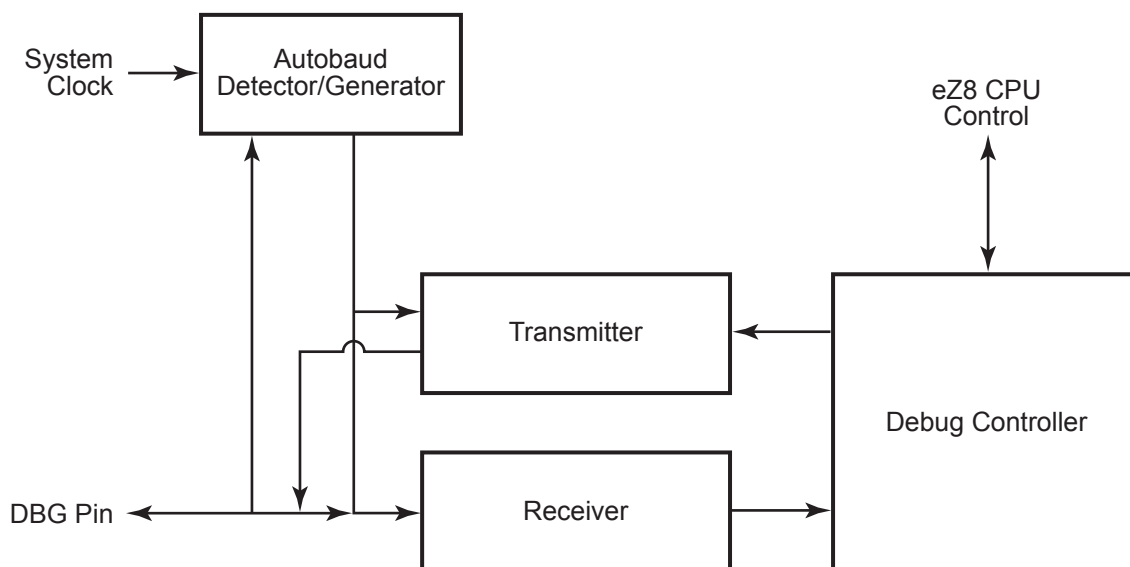 System
Clock
Autobaud
Detector/Generator
eZ8 CPU
Control
Transmitter
Debug Controller
DBG Pin
Receiver